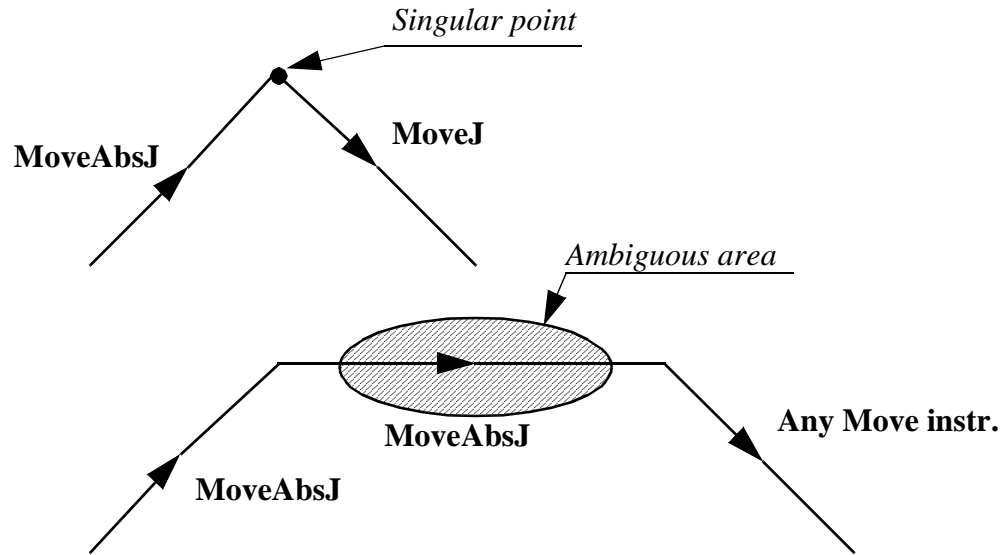 Singular point
MoveAbsJ
MoveJ
Ambiguous area
MoveAbsJ
Any Move instr.
MoveAbsJ